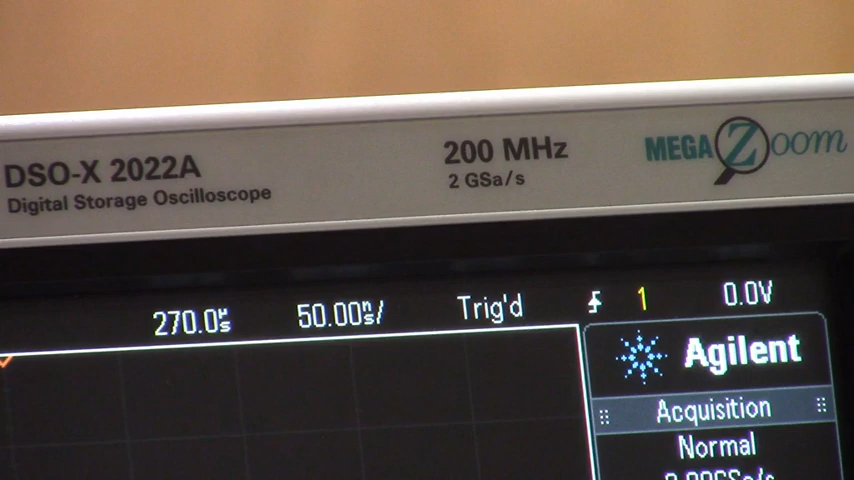 DSO-X 2022A
Digital Storage Oscilloscope
200 MHz
2 GSa/s
MEGA Zoom
270.0µs
50.00ns/
Trig'd
1
0.0V
Agilent
Acquisition
Normal